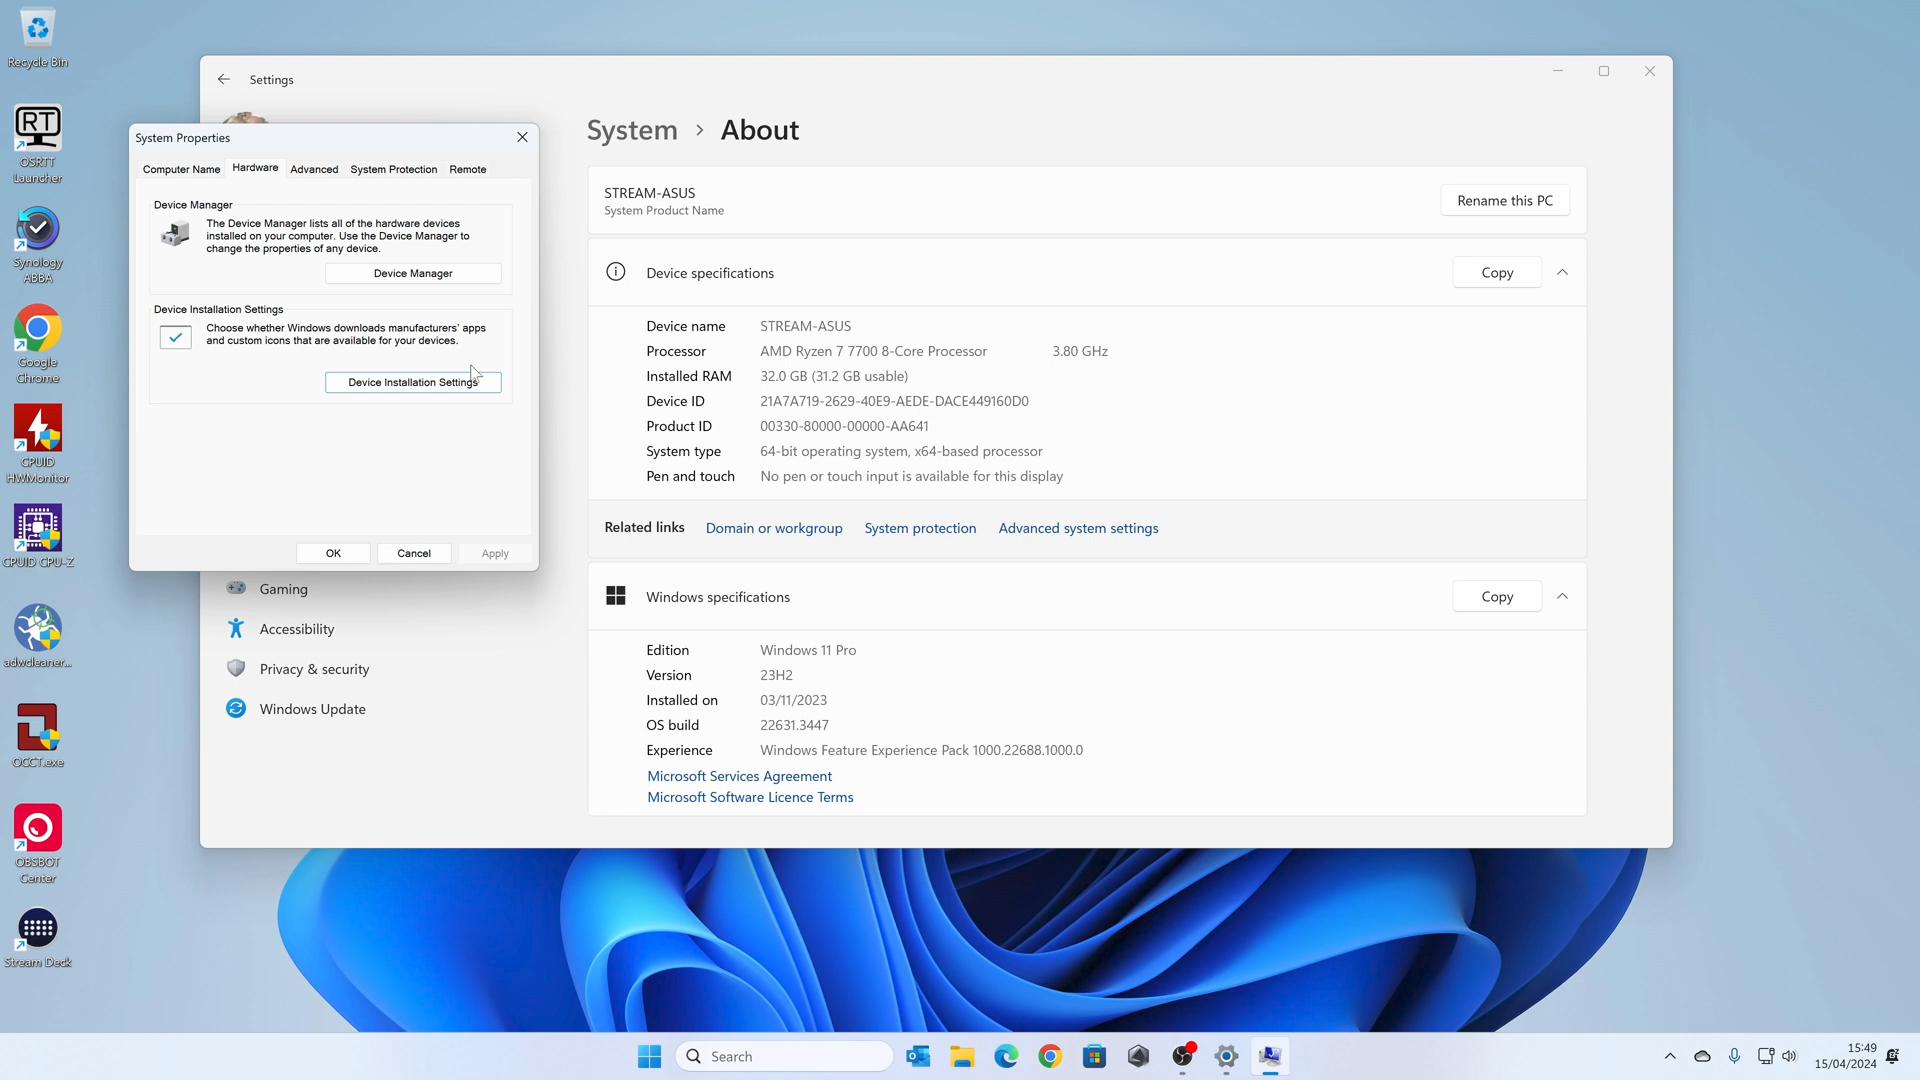 Recycle Bin
OSRTT
Launcher
Synology
ABBA
Google
Chrome
CPUID
HWMonitor
CPUID CPU-Z
adwcleaner...
OCCT.exe
OBSBOT
Center
Stream Deck
Settings
System Properties
Computer Name
Hardware
Advanced
System Protection
Remote
Device Manager
The Device Manager lists all of the hardware devices
installed on your computer. Use the Device Manager to
change the properties of any device.
Device Manager
Device Installation Settings
Choose whether Windows downloads manufacturers' apps
and custom icons that are available for your devices.
Device Installation Settings
OK
Cancel
Apply
Gaming
Accessibility
Privacy & security
Windows Update
System > About
STREAM-ASUS
System Product Name
Rename this PC
Device specifications
Copy
Device name STREAM-ASUS
Processor AMD Ryzen 7 7700 8-Core Processor 3.80 GHz
Installed RAM 32.0 GB (31.2 GB usable)
Device ID 21A7A719-2629-40E9-AEDE-DACE449160D0
Product ID 00330-80000-00000-AA641
System type 64-bit operating system, x64-based processor
Pen and touch No pen or touch input is available for this display
Related links Domain or workgroup System protection Advanced system settings
Windows specifications
Copy
Edition Windows 11 Pro
Version 23H2
Installed on 03/11/2023
OS build 22631.3447
Experience Windows Feature Experience Pack 1000.22688.1000.0
Microsoft Services Agreement
Microsoft Software Licence Terms
Search
15:49
15/04/2024